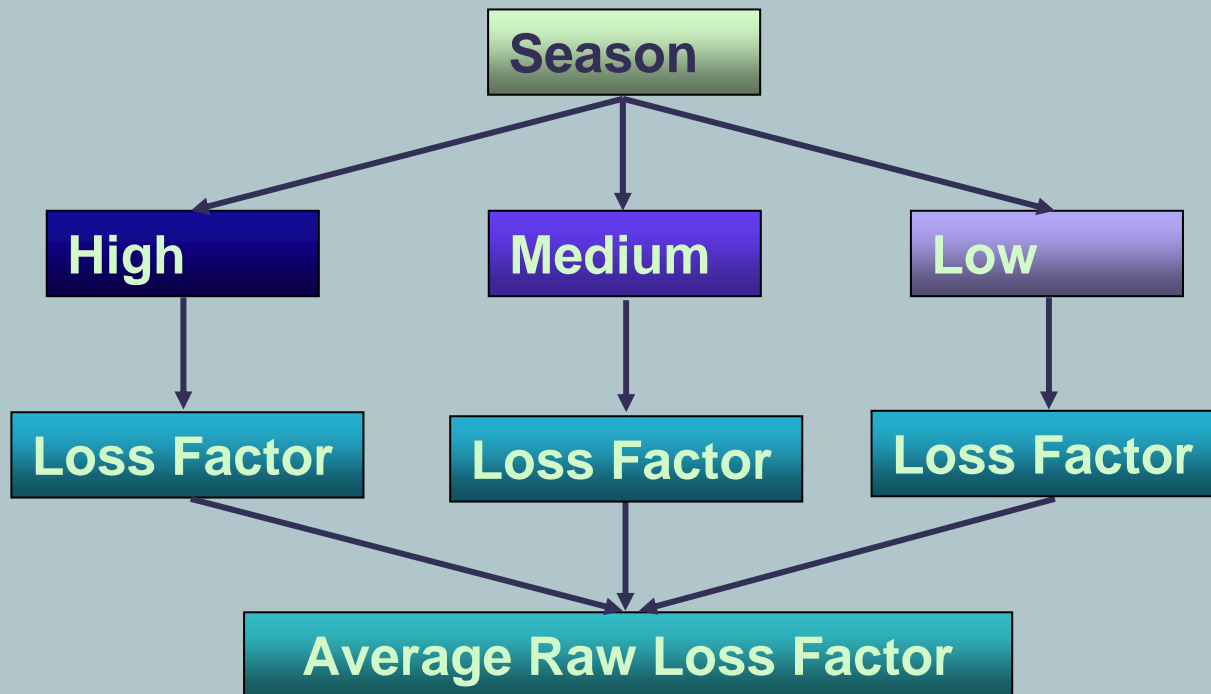 Season
High
Medium
Low
Loss Factor
Loss Factor
Loss Factor
Average Raw Loss Factor